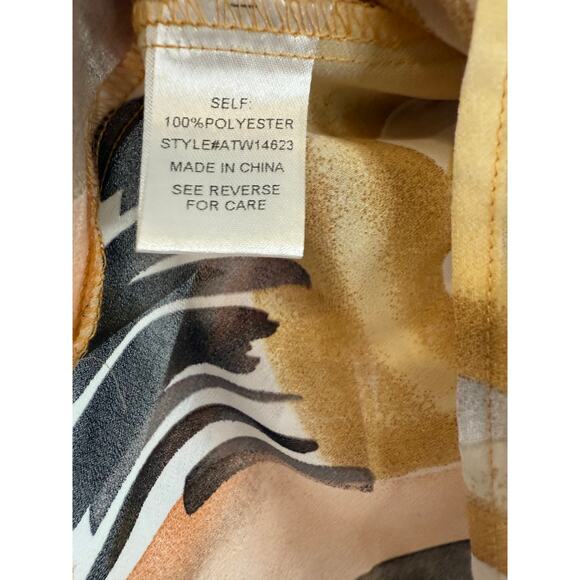 SELF:
100%POLYESTER
STYLE#ATW14623
MADE IN CHINA
SEE REVERSE
FOR CARE